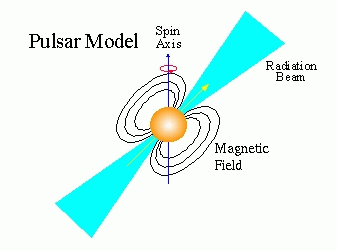 Pulsar Model
Spin
Axis
Radiation
Beam
Magnetic
Field